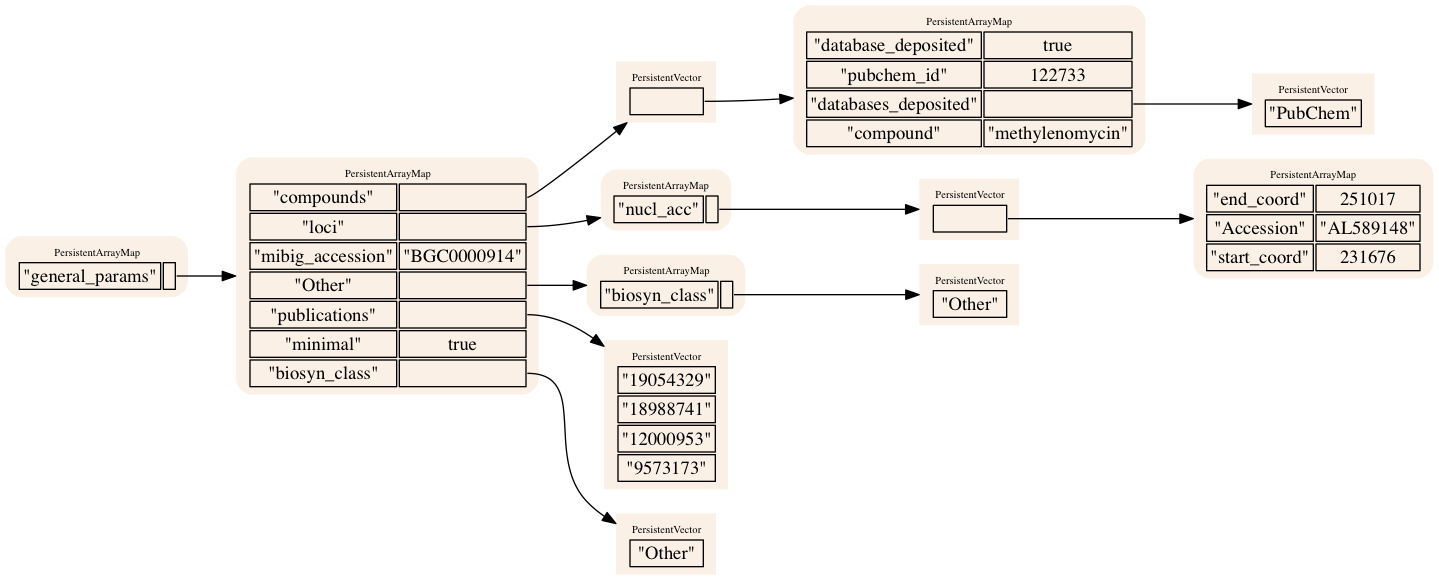 PersistentArrayMap
"general_params"
PersistentArrayMap
"compounds"
"loci"
"mibig_accession" "BGC0000914"
"Other"
"publications"
"minimal" true
"biosyn_class"
PersistentVector
PersistentArrayMap
"database_deposited" true
"pubchem_id" 122733
"databases_deposited"
"compound" "methylenomycin"
PersistentVector
"PubChem"
PersistentArrayMap
"nucl_acc"
PersistentVector
PersistentArrayMap
"end_coord" 251017
"Accession" "AL589148"
"start_coord" 231676
PersistentArrayMap
"biosyn_class"
PersistentVector
"Other"
PersistentVector
"19054329"
"18988741"
"12000953"
"9573173"
PersistentVector
"Other"